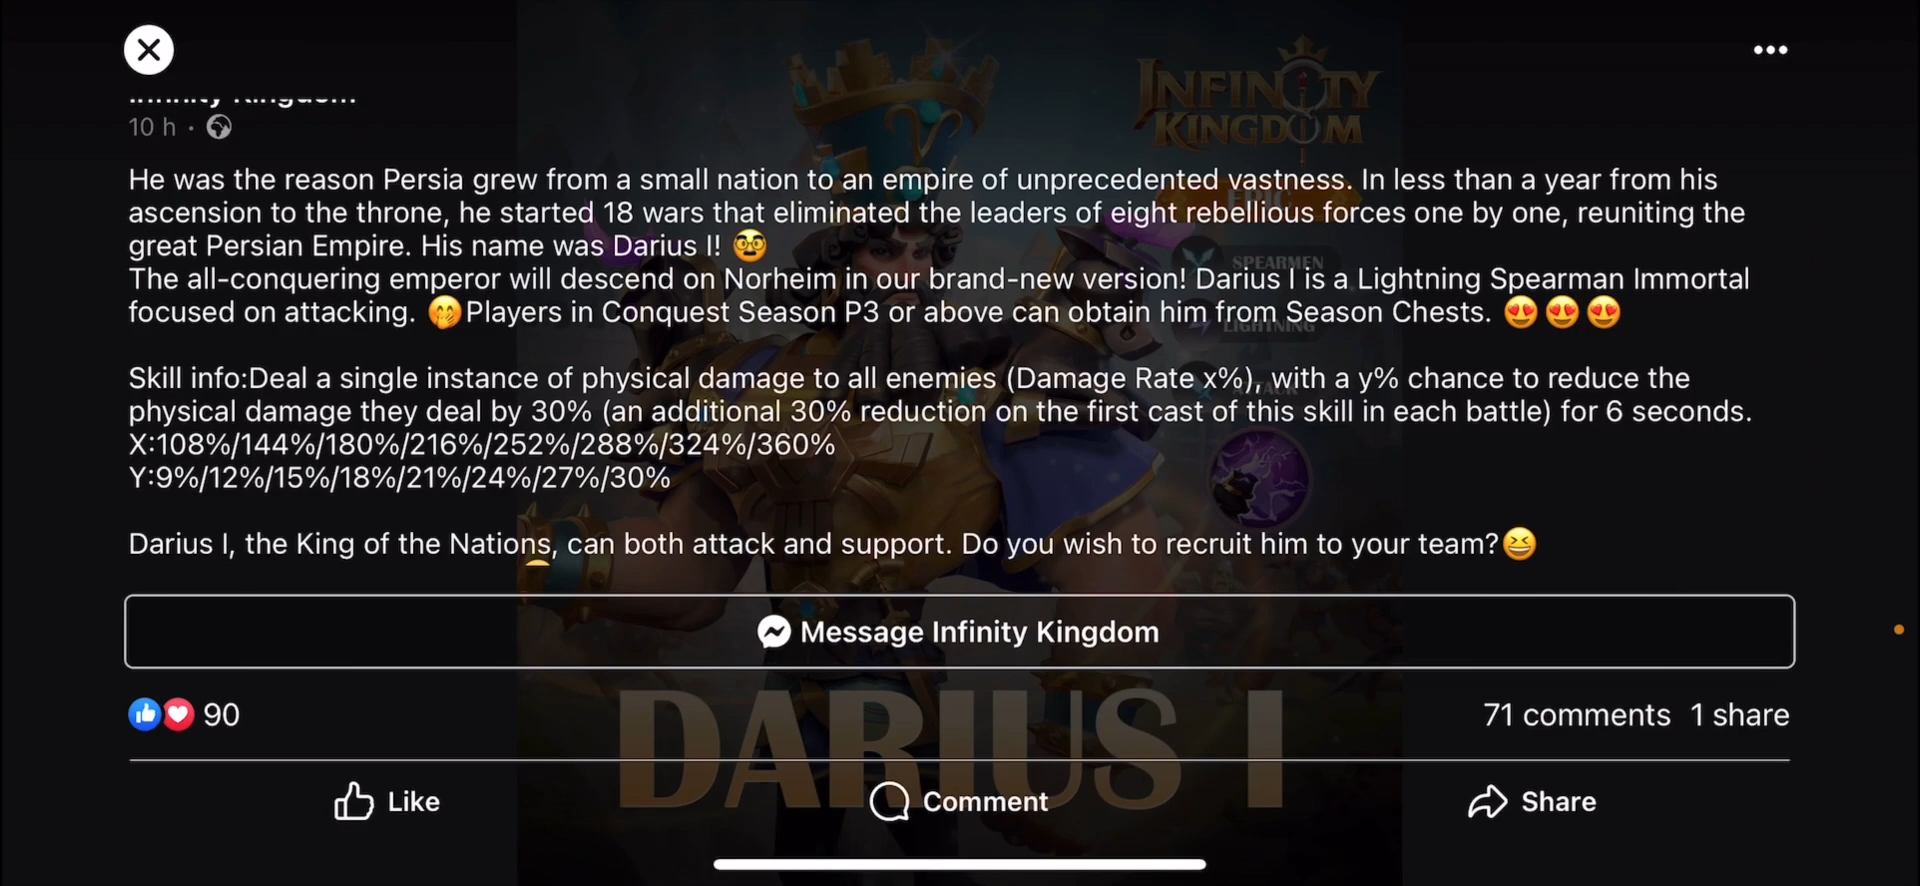 INFINITY
KINGDOM
Infinity Kingdom
10 h ·
He was the reason Persia grew from a small nation to an empire of unprecedented vastness. In less than a year from his
ascension to the throne, he started 18 wars that eliminated the leaders of eight rebellious forces one by one, reuniting the
great Persian Empire. His name was Darius I! 🥸
The all-conquering emperor will descend on Norheim in our brand-new version! Darius I is a Lightning Spearman Immortal
focused on attacking. 🤭Players in Conquest Season P3 or above can obtain him from Season Chests. 😍😍😍
EPIC
SPEARMEN
LIGHTNING
ATTACK
Skill info:Deal a single instance of physical damage to all enemies (Damage Rate x%), with a y% chance to reduce the
physical damage they deal by 30% (an additional 30% reduction on the first cast of this skill in each battle) for 6 seconds.
X:108%/144%/180%/216%/252%/288%/324%/360%
Y:9%/12%/15%/18%/21%/24%/27%/30%
Darius I, the King of the Nations, can both attack and support. Do you wish to recruit him to your team?😆
Message Infinity Kingdom
90
71 comments 1 share
DARIUS I
Like
Comment
Share